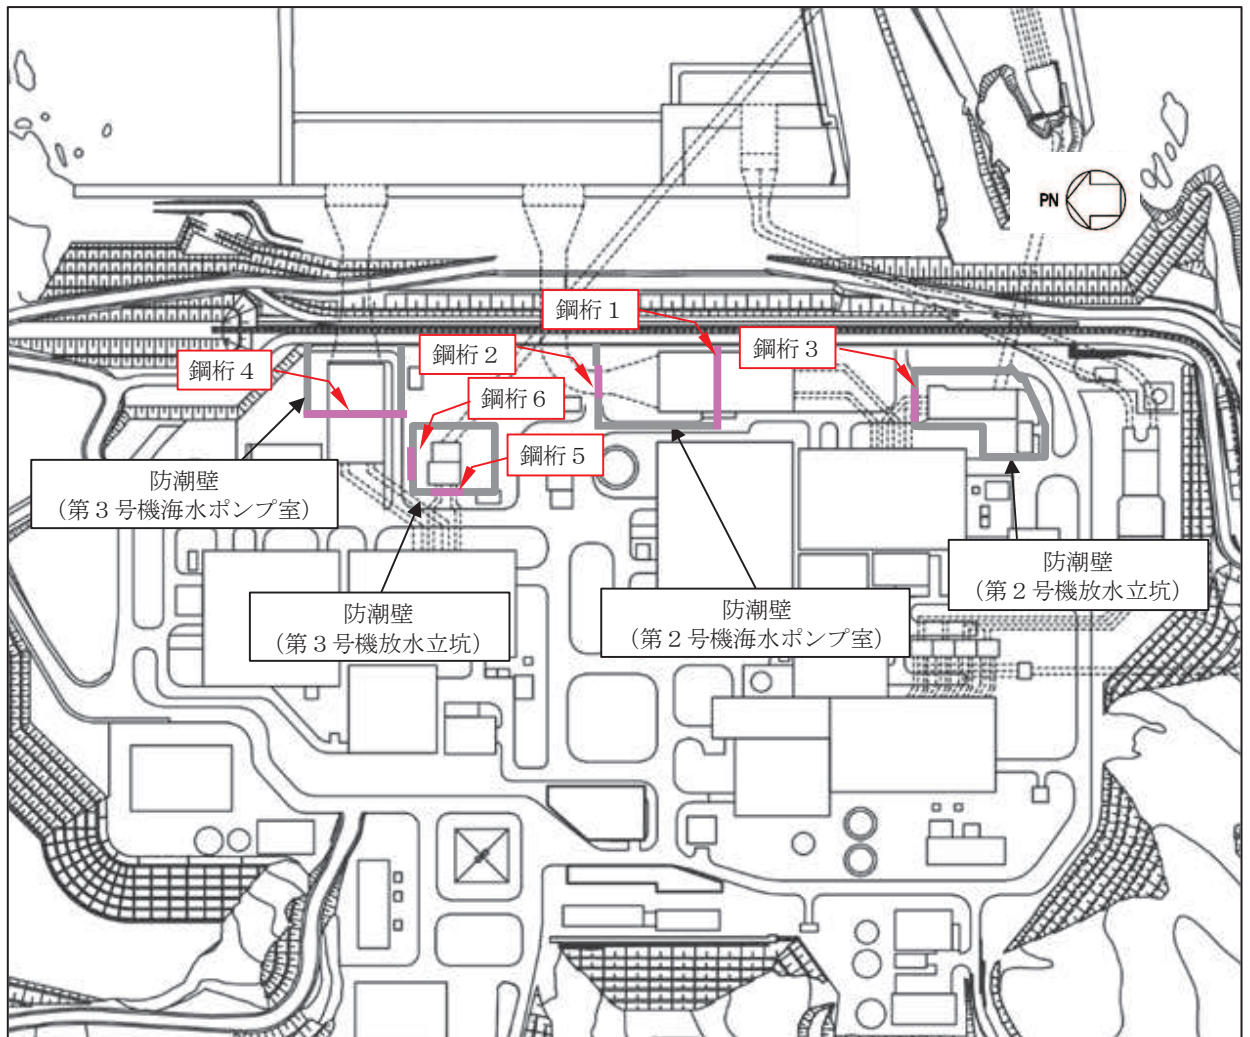 PN
鋼桁１
鋼桁２
鋼桁３
鋼桁４
鋼桁６
鋼桁５
防潮壁
（第３号機海水ポンプ室）
防潮壁
（第２号機放水立坑）
防潮壁
（第３号機放水立坑）
防潮壁
（第２号機海水ポンプ室）